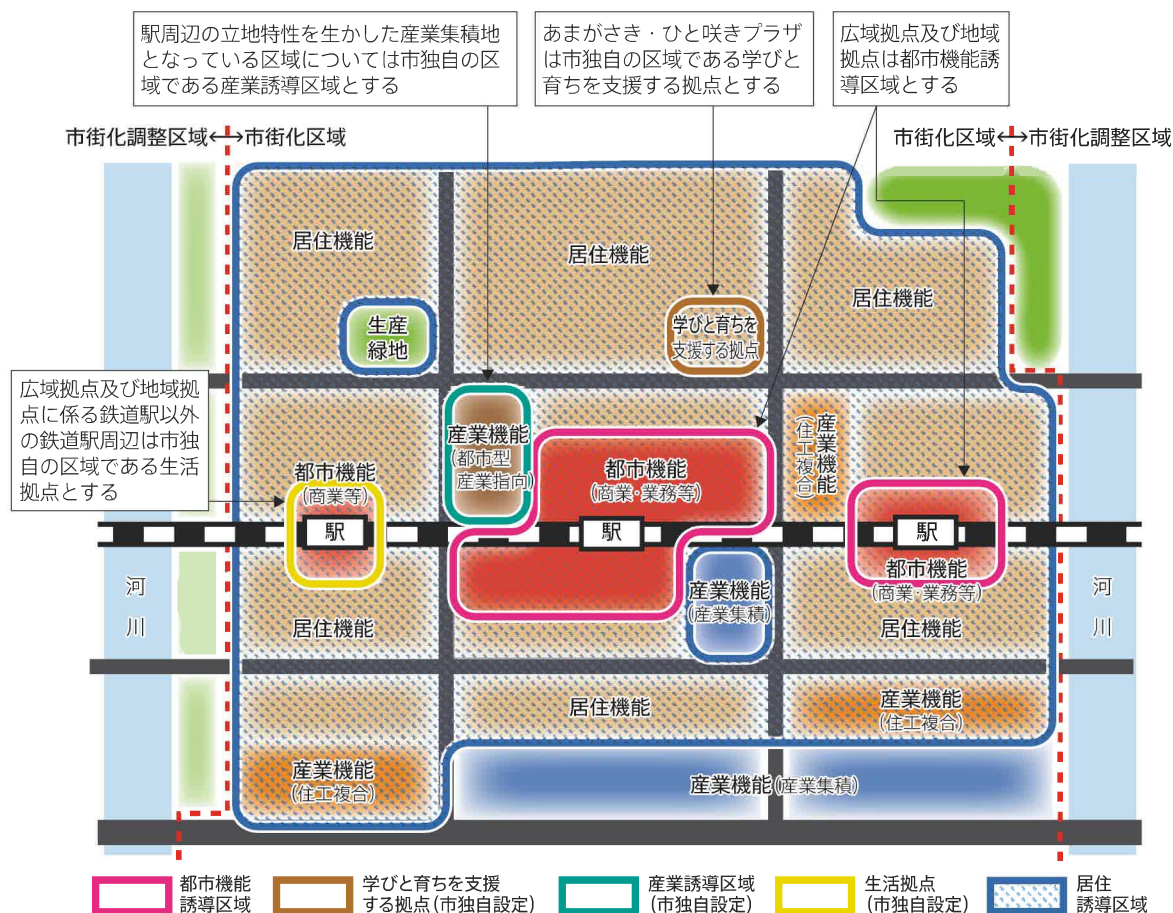 駅周辺の立地特性を生かした産業集積地
となっている区域については市独自の区
域である産業誘導区域とする
あまがさき・ひと咲きプラザ
は市独自の区域である学びと
育ちを支援する拠点とする
広域拠点及び地域
拠点は都市機能誘
導区域とする
市街化調整区域↔市街化区域
市街化区域↔市街化調整区域
居住機能
居住機能
居住機能
生産
緑地
学びと育ちを
支援する拠点
広域拠点及び地域拠
点に係る鉄道駅以外
の鉄道駅周辺は市独
自の区域である生活
拠点とする
産業機能
(都市型
産業指向)
都市機能
(商業等)
都市機能
(商業・業務等)
産業機能
(住工複合)
駅
駅
駅
都市機能
(商業・業務等)
産業機能
(産業集積)
河川
河川
居住機能
居住機能
居住機能
産業機能
(住工複合)
産業機能
(住工複合)
産業機能(産業集積)
都市機能
誘導区域
学びと育ちを支援
する拠点(市独自設定)
産業誘導区域
(市独自設定)
生活拠点
(市独自設定)
居住
誘導区域